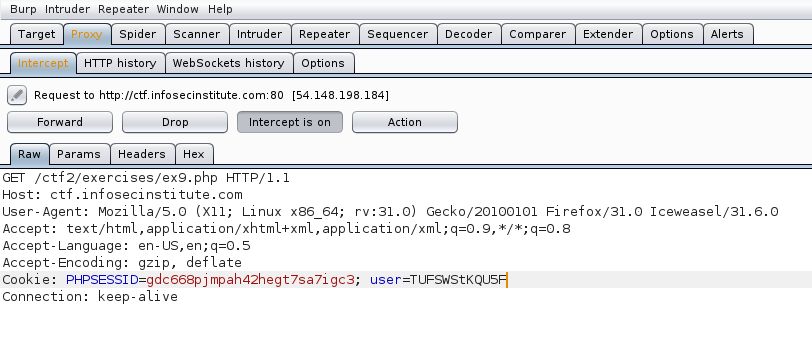 Burp Intruder Repeater Window Help
Target Proxy Spider Scanner Intruder Repeater Sequencer Decoder Comparer Extender Options Alerts
Intercept HTTP history WebSockets history Options
Request to http://ctf.infosecinstitute.com:80 [54.148.198.184]
Forward Drop Intercept is on Action
Raw Params Headers Hex
GET /ctf2/exercises/ex9.php HTTP/1.1
Host: ctf.infosecinstitute.com
User-Agent: Mozilla/5.0 (X11; Linux x86_64; rv:31.0) Gecko/20100101 Firefox/31.0 Iceweasel/31.6.0
Accept: text/html,application/xhtml+xml,application/xml;q=0.9,*/*;q=0.8
Accept-Language: en-US,en;q=0.5
Accept-Encoding: gzip, deflate
Cookie: PHPSESSID=gdc668pjmpah42hegt7sa7igc3; user=TUFSWStKQU5F
Connection: keep-alive